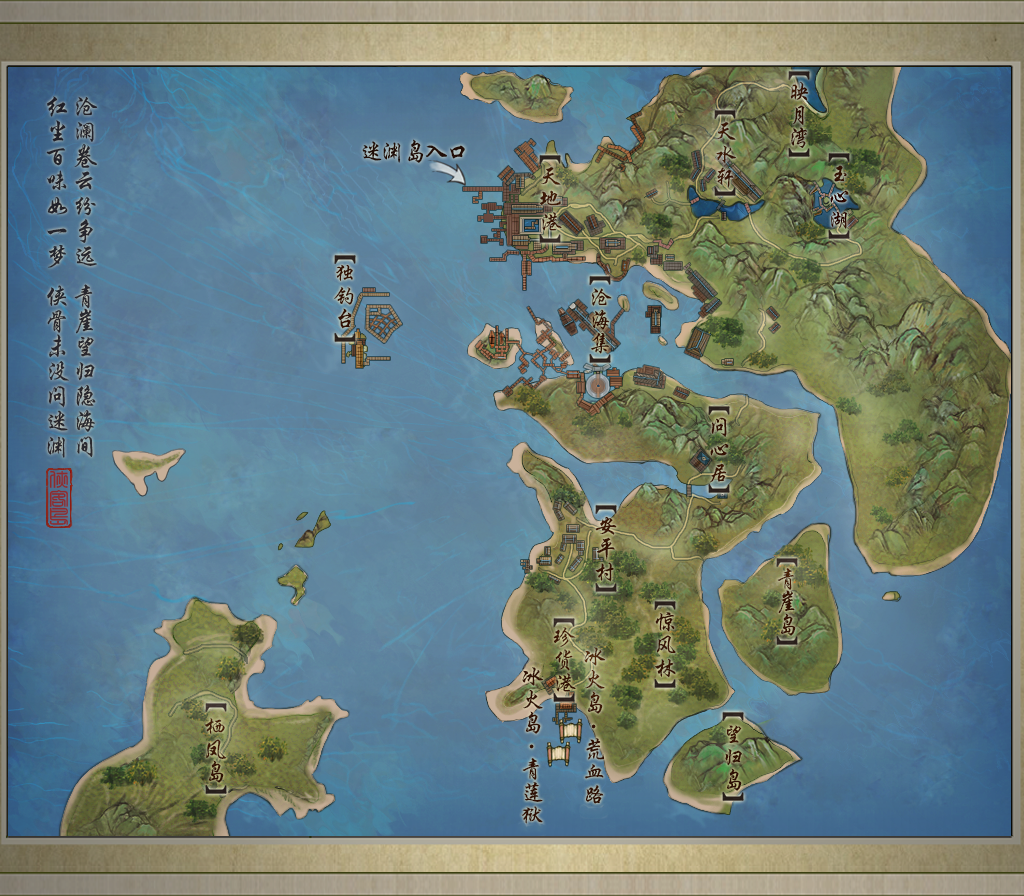 沧澜卷云纷争远 青崖望归隐海间
红尘百味如一梦 侠骨未没问迷渊
迷渊岛入口
【映月湾】
【天水轩】
【玉心湖】
【天地港】
【独钓台】
【沧海集】
【问心居】
【安平村】
【青崖岛】
【惊风林】
【珍货港】
冰火岛·荒血路
冰火岛·青莲狱
【栖凤岛】
【望归岛】